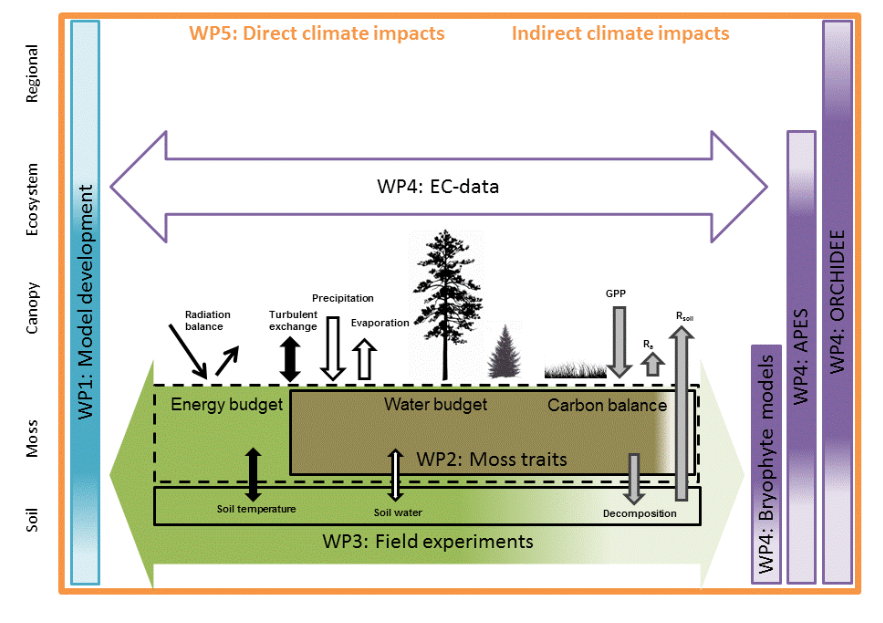 WP5: Direct climate impacts
Indirect climate impacts
Regional
Ecosystem
Canopy
Moss
Soil
WP1: Model development
WP4: EC-data
Radiation
balance
Turbulent
exchange
Precipitation
Evaporation
GPP
Ra
Rsoil
Energy budget
Water budget
Carbon balance
WP2: Moss traits
Soil temperature
Soil water
Decomposition
WP3: Field experiments
WP4: Bryophyte models
WP4: APES
WP4: ORCHIDEE